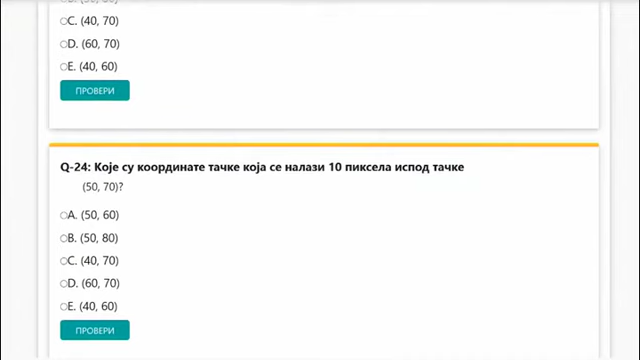 C. (40, 70)
D. (60, 70)
E. (40, 60)
ПРОВЕРИ
Q-24: Које су координате тачке која се налази 10 пиксела испод тачке
(50, 70)?
A. (50, 60)
B. (50, 80)
C. (40, 70)
D. (60, 70)
E. (40, 60)
ПРОВЕРИ